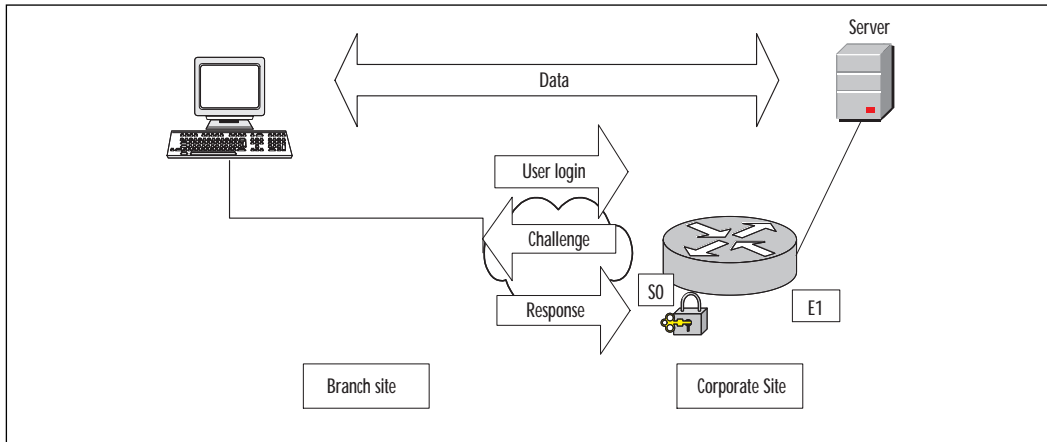 Server
Data
User login
Challenge
S0
E1
Response
Branch site
Corporate Site